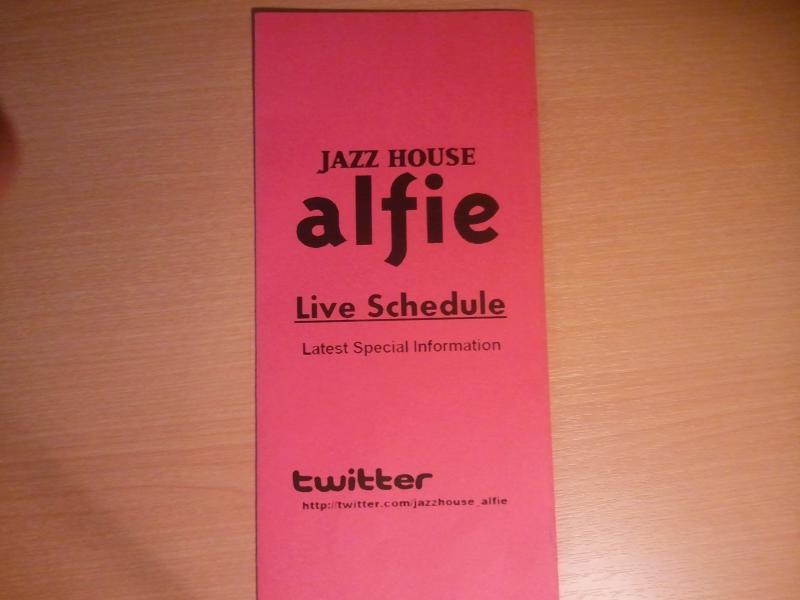 JAZZ HOUSE
alfie
Live Schedule
Latest Special Information
twitter
http://twitter.com/jazzhouse_alfie